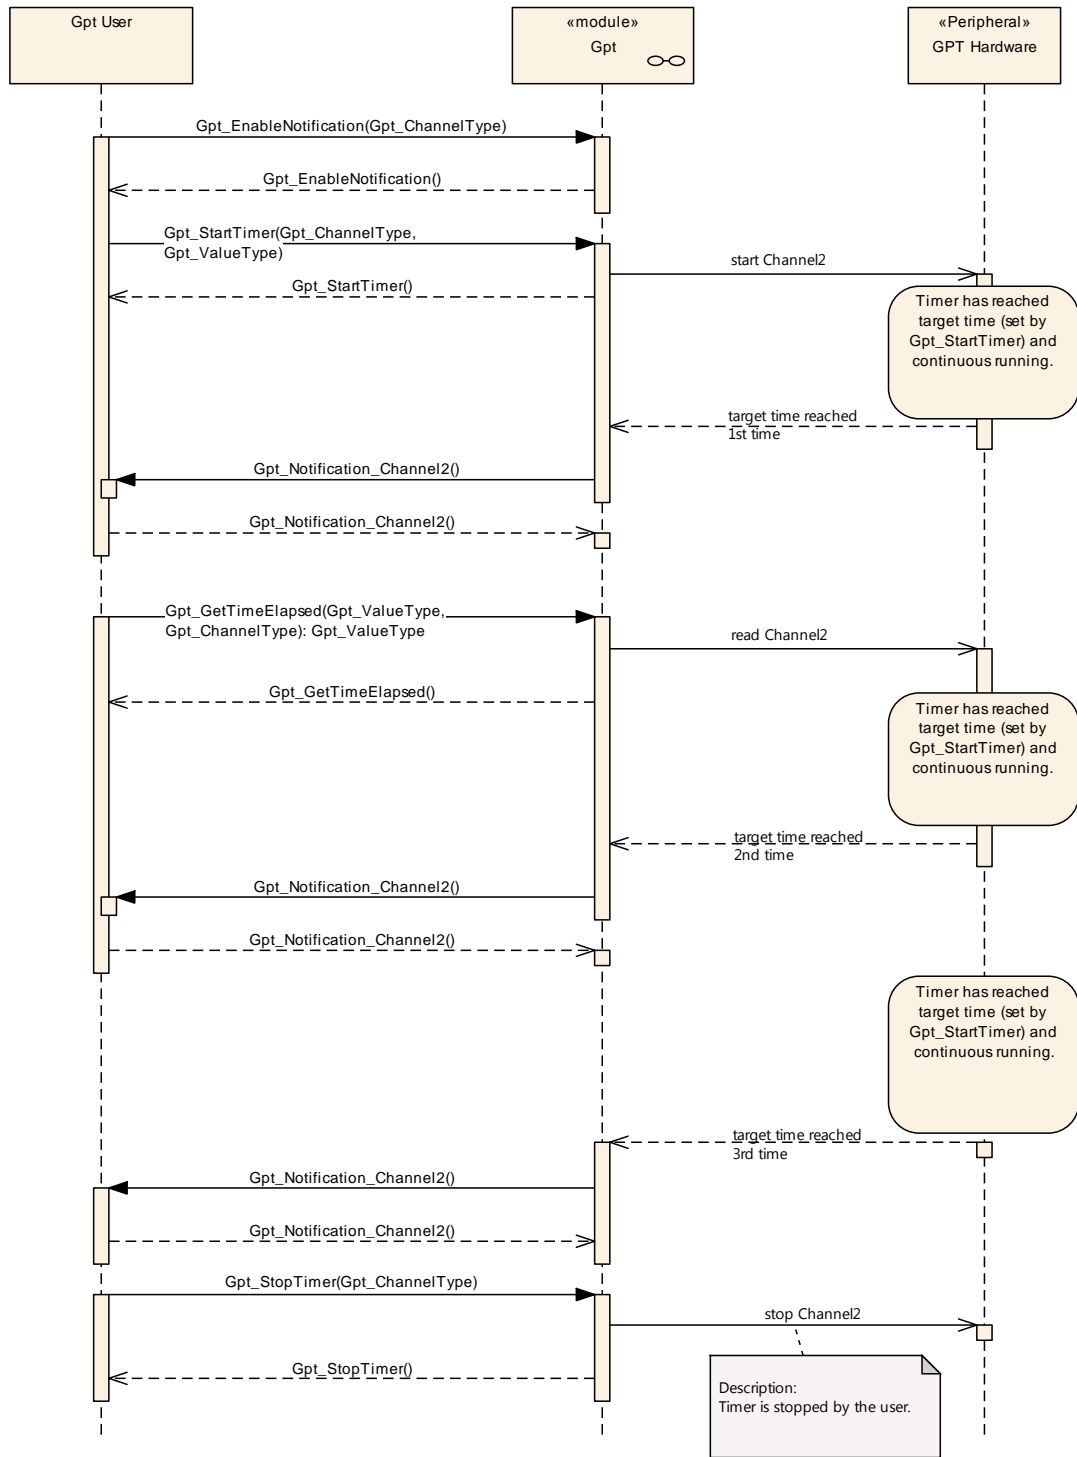 Gpt User
«module»
Gpt
«Peripheral»
GPT Hardware
Gpt_EnableNotification(Gpt_ChannelType)
Gpt_EnableNotification()
Gpt_StartTimer(Gpt_ChannelType,
Gpt_ValueType)
start Channel2
Gpt_StartTimer()
Timer has reached
target time (set by
Gpt_StartTimer) and
continuous running.
target time reached
1st time
Gpt_Notification_Channel2()
Gpt_Notification_Channel2()
Gpt_GetTimeElapsed(Gpt_ValueType,
Gpt_ChannelType): Gpt_ValueType
read Channel2
Gpt_GetTimeElapsed()
Timer has reached
target time (set by
Gpt_StartTimer) and
continuous running.
target time reached
2nd time
Gpt_Notification_Channel2()
Gpt_Notification_Channel2()
Timer has reached
target time (set by
Gpt_StartTimer) and
continuous running.
target time reached
3rd time
Gpt_Notification_Channel2()
Gpt_Notification_Channel2()
Gpt_StopTimer(Gpt_ChannelType)
stop Channel2
Gpt_StopTimer()
Description:
Timer is stopped by the user.